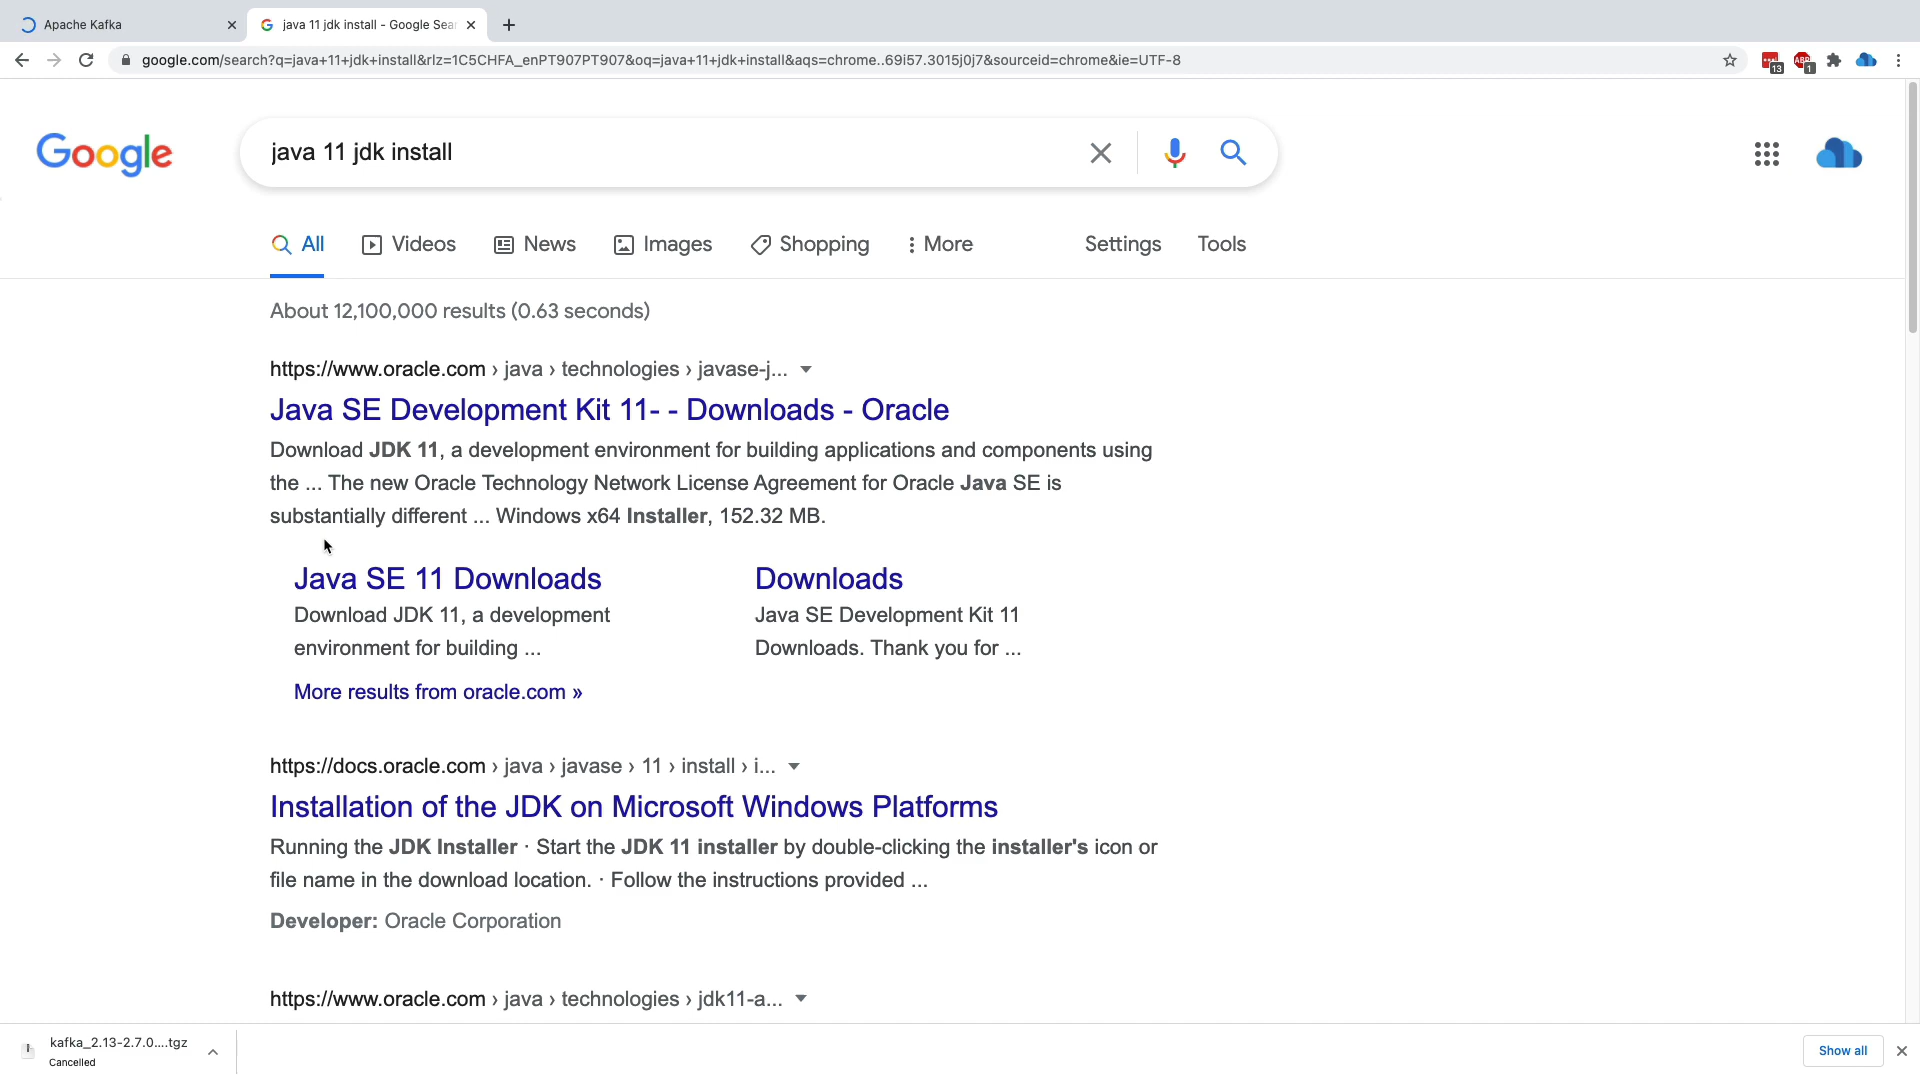 Apache Kafka
java 11 jdk install - Google Sear
google.com/search?q=java+11+jdk+install&rlz=1C5CHFA_enPT907PT907&oq=java+11+jdk+install&aqs=chrome..69i57.3015j0j7&sourceid=chrome&ie=UTF-8
13
ABP
1
Google
java 11 jdk install
All
Videos
News
Images
Shopping
More
Settings
Tools
About 12,100,000 results (0.63 seconds)
https://www.oracle.com › java › technologies › javase-j...
Java SE Development Kit 11- - Downloads - Oracle
Download JDK 11, a development environment for building applications and components using
the ... The new Oracle Technology Network License Agreement for Oracle Java SE is
substantially different ... Windows x64 Installer, 152.32 MB.
Java SE 11 Downloads
Download JDK 11, a development
environment for building ...
Downloads
Java SE Development Kit 11
Downloads. Thank you for ...
More results from oracle.com »
https://docs.oracle.com › java › javase › 11 › install › i...
Installation of the JDK on Microsoft Windows Platforms
Running the JDK Installer · Start the JDK 11 installer by double-clicking the installer's icon or
file name in the download location. · Follow the instructions provided ...
Developer: Oracle Corporation
https://www.oracle.com › java › technologies › jdk11-a...
kafka_2.13-2.7.0....tgz
Cancelled
Show all